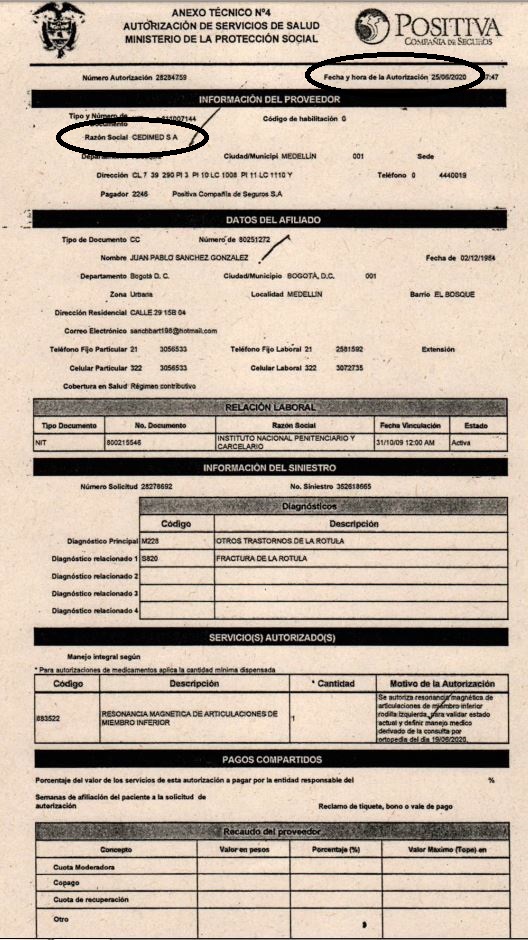 ANEXO TÉCNICO Nº4
AUTORIZACIÓN DE SERVICIOS DE SALUD
MINISTERIO DE LA PROTECCIÓN SOCIAL
POSITIVA
COMPAÑIA DE SEGUROS
Número Autorización 28284759
Fecha y hora de la Autorización 25/06/2020 :47
INFORMACIÓN DEL PROVEEDOR
Tipo y Número de Documento Código de habilitación 0
Razón Social CEDIMED S A
Ciudad/Municipi MEDELLÍN 001 Sede
Dirección CL 7 39 290 PI 3 PI 10 LC 1008 PI 11 LC 1110 Y Teléfono 0 4440019
Pagador 2246 Positiva Compañía de Seguros S.A
DATOS DEL AFILIADO
Tipo de Documento CC Número de 80251272
Nombre JUAN PABLO SANCHEZ GONZALEZ Fecha de 02/12/1984
Departamento Bogotá D. C. Ciudad/Municipio BOGOTÁ, D.C. 001
Zona Urbana Localidad MEDELLIN Barrio EL BOSQUE
Dirección Residencial CALLE 29 15B 04
Correo Electrónico sanchbart198@hotmail.com
Teléfono Fijo Particular 21 3056533 Teléfono Fijo Laboral 21 2581592 Extensión
Celular Particular 322 3056533 Celular Laboral 322 3072735
Cobertura en Salud Régimen contributivo
RELACIÓN LABORAL
Tipo Documento No. Documento Razón Social Fecha Vinculación Estado
NIT 800215546 INSTITUTO NACIONAL PENITENCIARIO Y CARCELARIO 31/10/09 12:00 AM Activa
INFORMACIÓN DEL SINIESTRO
Número Solicitud 28278692 No. Siniestro 352618665
Diagnósticos
Código Descripción
Diagnóstico Principal M228 OTROS TRASTORNOS DE LA ROTULA
Diagnóstico relacionado 1 S820 FRACTURA DE LA ROTULA
Diagnóstico relacionado 2
Diagnóstico relacionado 3
Diagnóstico relacionado 4
SERVICIO(S) AUTORIZADO(S)
Manejo integral según
* Para autorizaciones de medicamentos aplica la cantidad mínima dispensada
Código Descripción * Cantidad Motivo de la Autorización
883522 RESONANCIA MAGNETICA DE ARTICULACIONES DE MIEMBRO INFERIOR 1
Se autoriza resonancia magnética de
articulaciones de miembro inferior
rodilla izquierda, para validar estado
actual y definir manejo medico
derivado de la consulta por
ortopedia del dia 19/06/2020.
PAGOS COMPARTIDOS
Porcentaje del valor de los servicios de esta autorización a pagar por la entidad responsable del %
Semanas de afiliación del paciente a la solicitud de autorización Reclamo de tiquete, bono o vale de pago
Recaudo del proveedor
Concepto Valor en pesos Porcentaje (%) Valor Máximo (Tope) en
Cuota Moderadora
Copago
Cuota de recuperación
Otro